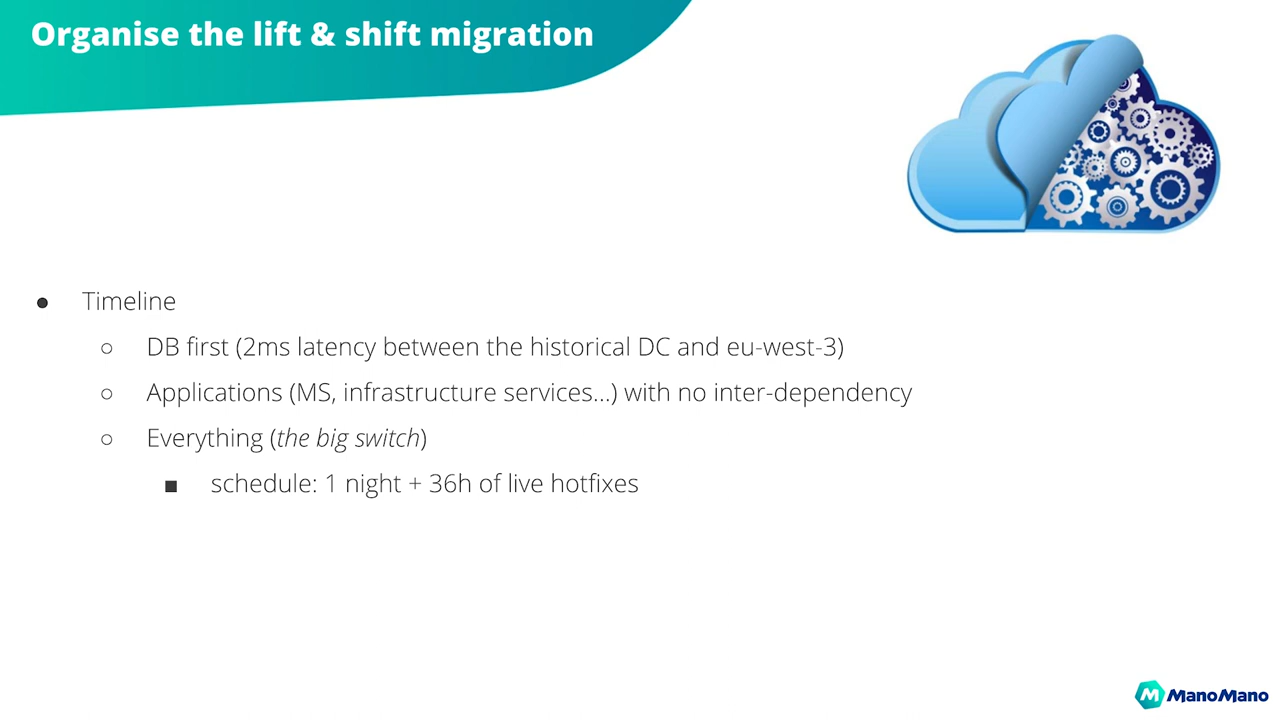 Organise the lift & shift migration
● Timeline
○ DB first (2ms latency between the historical DC and eu-west-3)
○ Applications (MS, infrastructure services...) with no inter-dependency
○ Everything (the big switch)
■ schedule: 1 night + 36h of live hotfixes
M ManoMano